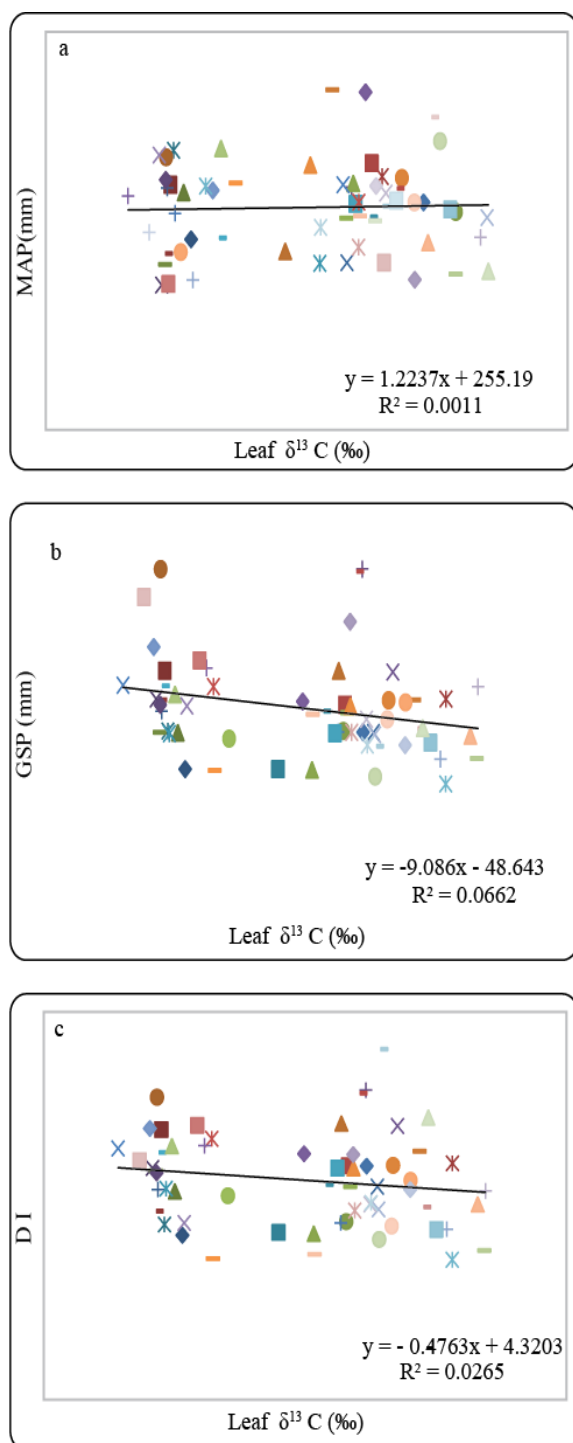 a
MAP(mm)
y = 1.2237x + 255.19
R² = 0.0011
Leaf δ¹³ C (‰)
b
GSP (mm)
y = -9.086x - 48.643
R² = 0.0662
Leaf δ¹³ C (‰)
c
D I
y = - 0.4763x + 4.3203
R² = 0.0265
Leaf δ¹³ C (‰)